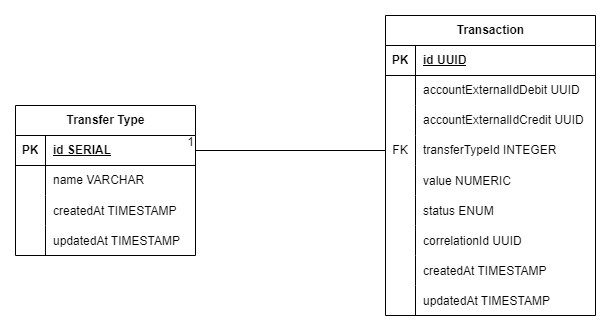 Transfer Type
PK id SERIAL 1
name VARCHAR
createdAt TIMESTAMP
updatedAt TIMESTAMP
Transaction
PK id UUID
accountExternalIdDebit UUID
accountExternalIdCredit UUID
FK transferTypeId INTEGER
value NUMERIC
status ENUM
correlationId UUID
createdAt TIMESTAMP
updatedAt TIMESTAMP